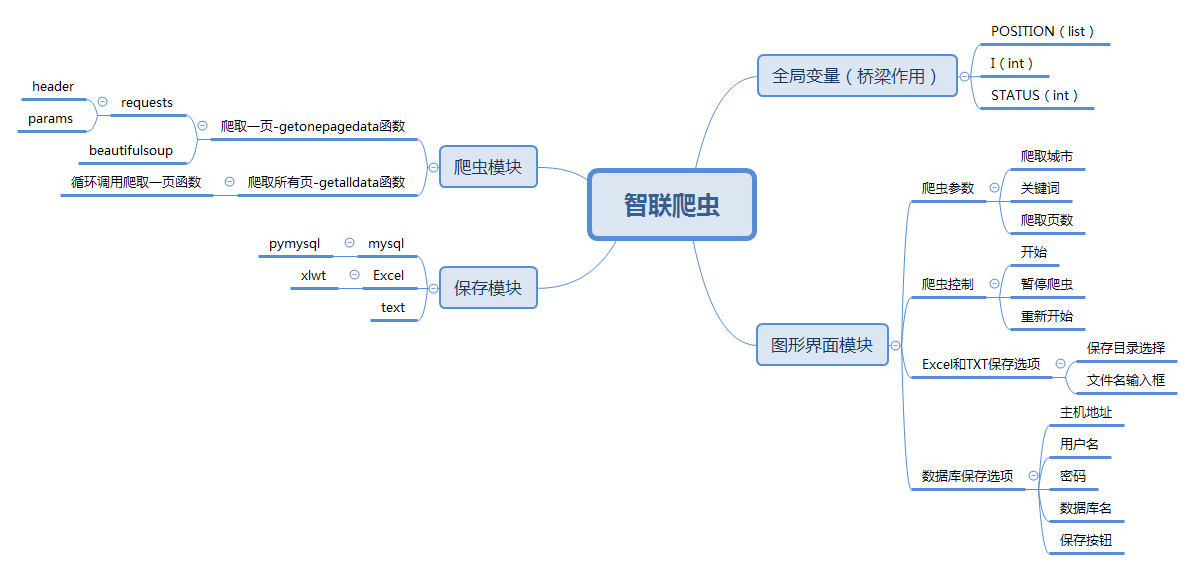 智联爬虫
全局变量（桥梁作用）
POSITION（list）
I（int）
STATUS（int）
图形界面模块
爬虫参数
爬取城市
关键词
爬取页数
爬虫控制
开始
暂停爬虫
重新开始
Excel和TXT保存选项
保存目录选择
文件名输入框
数据库保存选项
主机地址
用户名
密码
数据库名
保存按钮
爬虫模块
爬取一页-getonepagedata函数
requests
header
params
beautifulsoup
爬取所有页-getalldata函数
循环调用爬取一页函数
保存模块
mysql
pymysql
Excel
xlwt
text